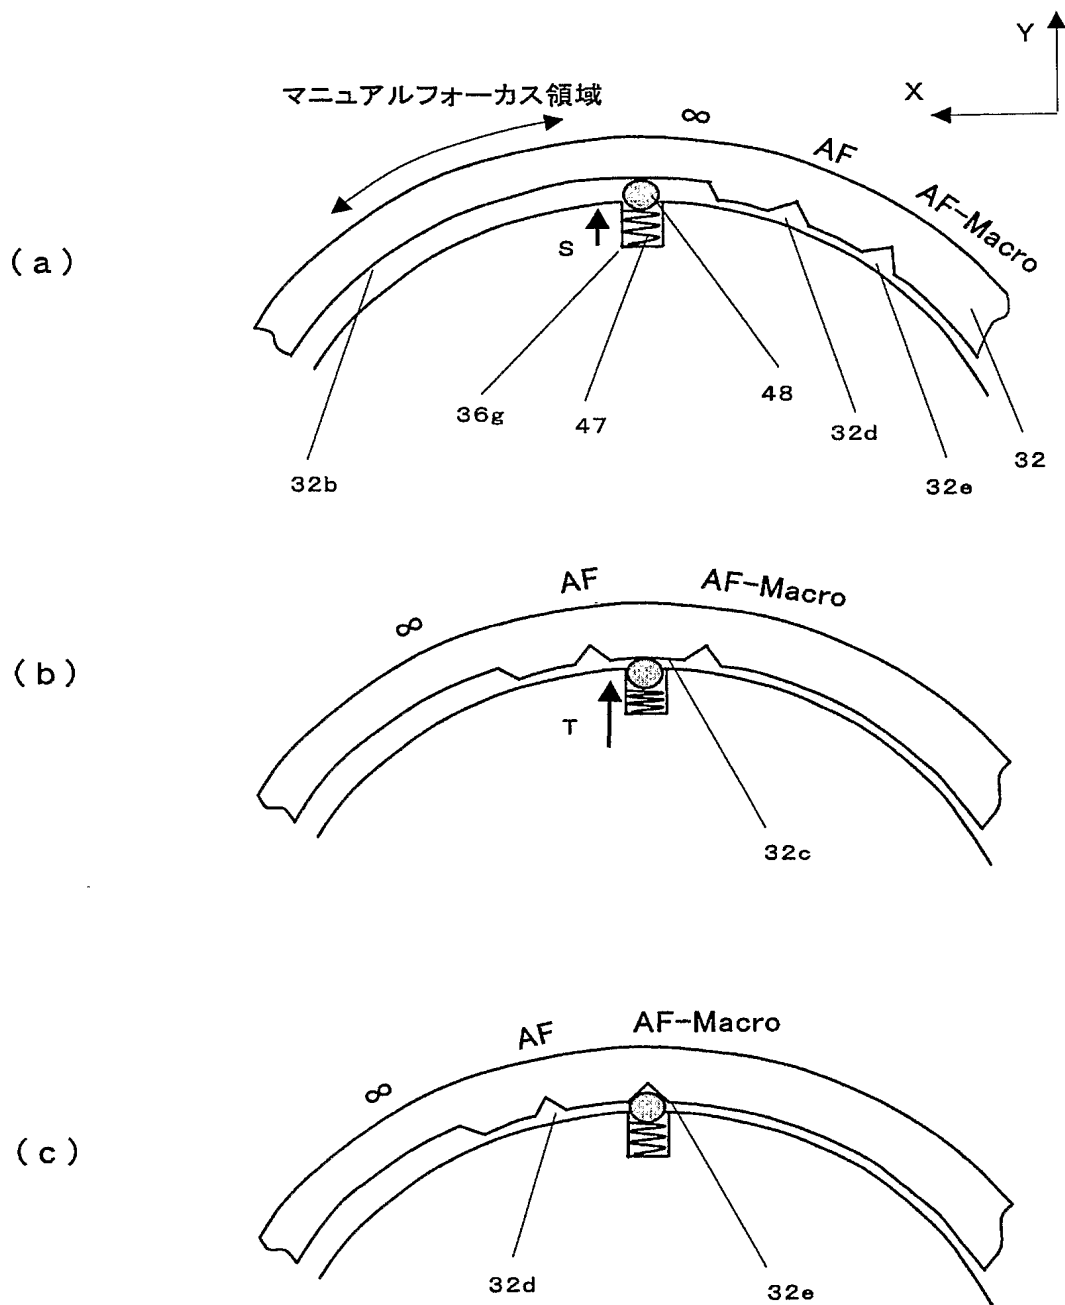 Y
X
マニュアルフォーカス領域
∞
AF
AF-Macro
(a)
S
36g
47
48
32d
32
32b
32e
AF
AF-Macro
∞
(b)
T
32c
AF
AF-Macro
∞
(c)
32d
32e